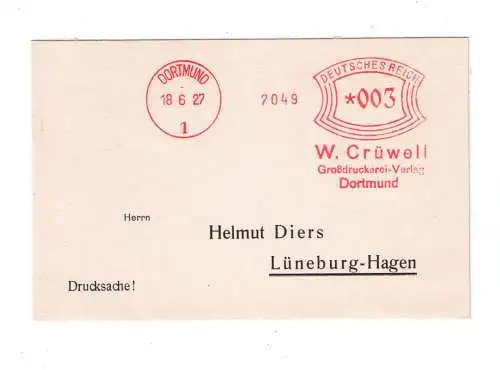 DORTMUND
18 6 27
1
2049
DEUTSCHES REICH
*003
W. Crüwell
Großdruckerei-Verlag
Dortmund
Herrn
Helmut Diers
Lüneburg-Hagen
Drucksache!